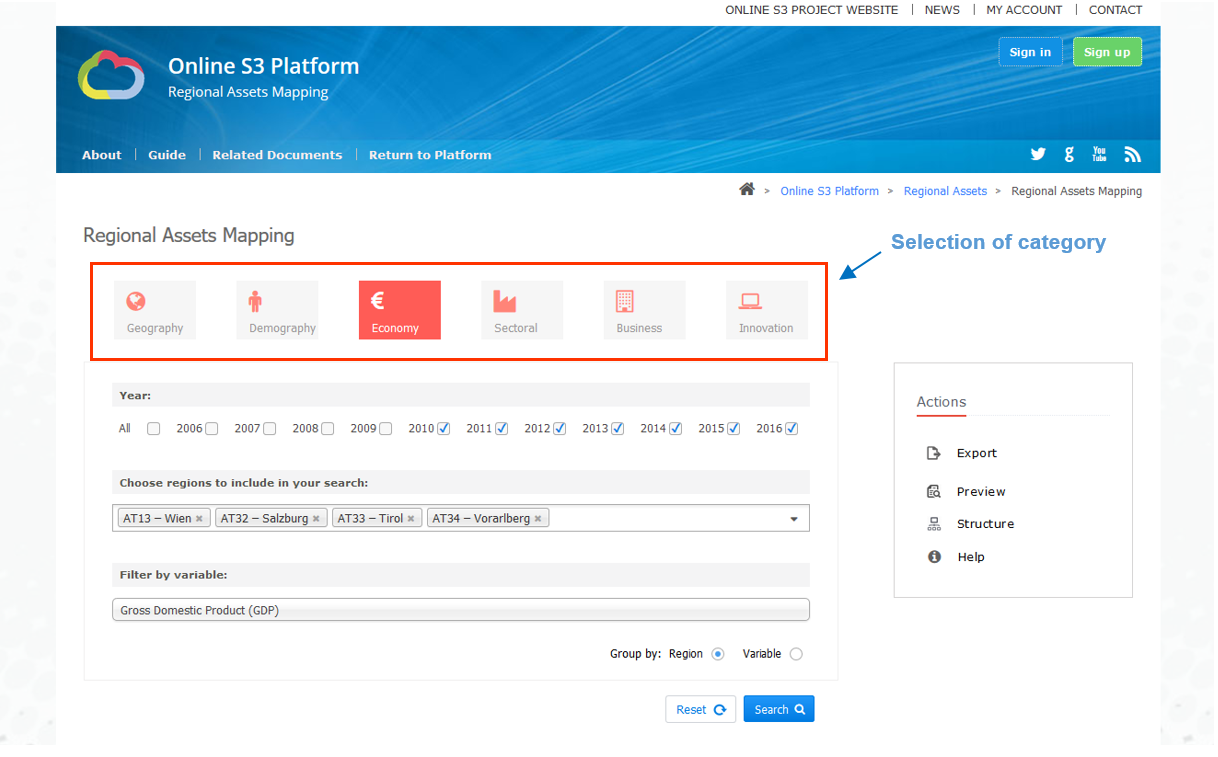 ONLINE S3 PROJECT WEBSITE | NEWS | MY ACCOUNT | CONTACT
Sign in
Sign up
Online S3 Platform
Regional Assets Mapping
About | Guide | Related Documents | Return to Platform
You
Tube
> Online S3 Platform > Regional Assets > Regional Assets Mapping
Regional Assets Mapping
Selection of category
Geography
Demography
€
Economy
Sectoral
Business
Innovation
Year:
All 2006 2007 2008 2009 2010 2011 2012 2013 2014 2015 2016
Choose regions to include in your search:
AT13 – Wien × AT32 – Salzburg × AT33 – Tirol × AT34 – Vorarlberg ×
Filter by variable:
Gross Domestic Product (GDP)
Group by: Region Variable
Reset
Search
Actions
Export
Preview
Structure
Help